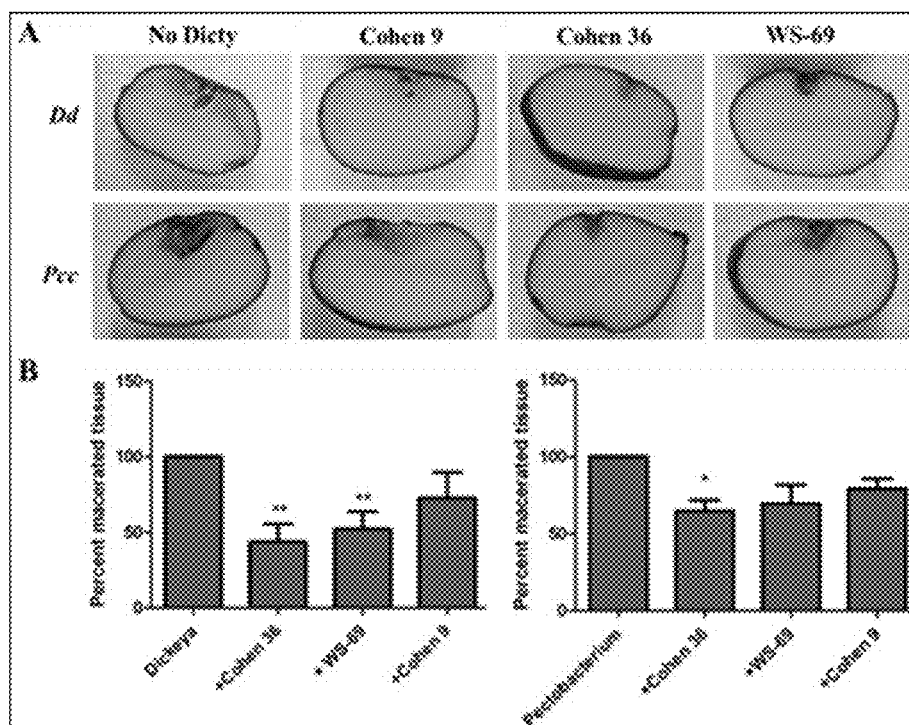 A
No Dicty
Cohen 9
Cohen 36
WS-69
Dd
Pcc
B
Percent macerated tissue
150
100
50
0
Dickeya
+Cohen 36
+ WS-69
+Cohen 9
**
**
Percent macerated tissue
150
100
50
0
Pectobacterium
+Cohen 36
+WS-69
+Cohen 9
*